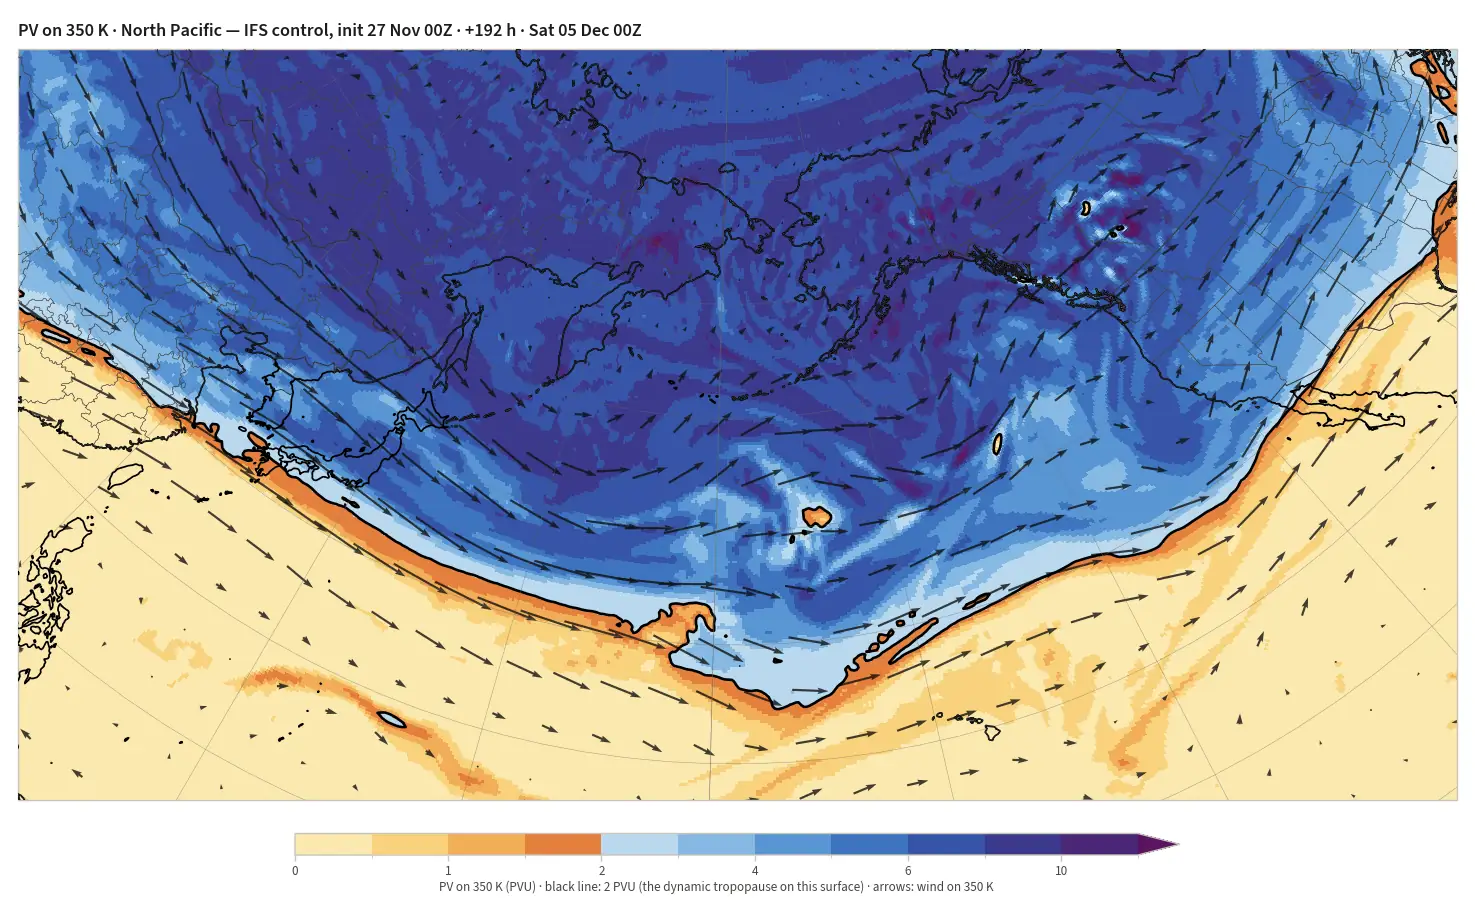 PV on 350 K · North Pacific — IFS control, init 27 Nov 00Z · +192 h · Sat 05 Dec 00Z
0 1 2 4 6 10
PV on 350 K (PVU) · black line: 2 PVU (the dynamic tropopause on this surface) · arrows: wind on 350 K